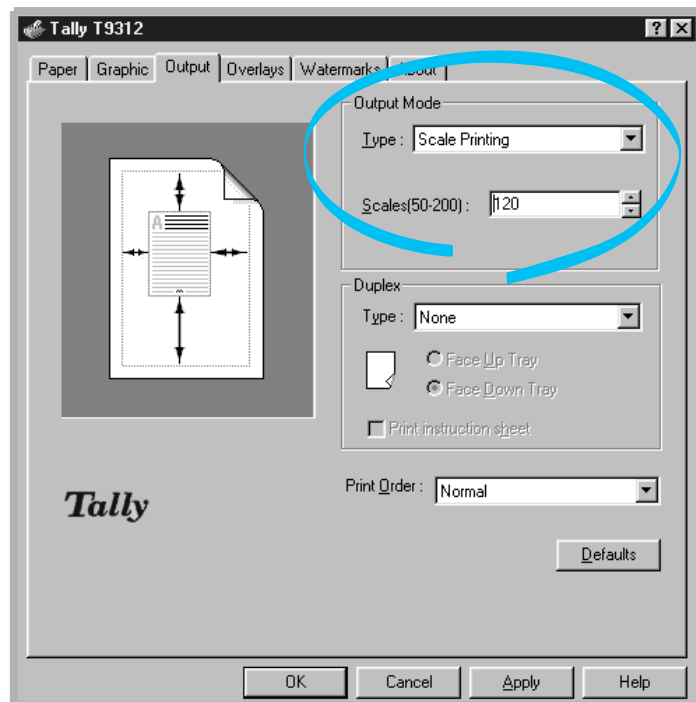 Tally T9312
Paper Graphic Output Overlays Watermarks About
Output Mode
Type : Scale Printing
Scales(50-200) : 120
A
Duplex
Type : None
Face Up Tray
Face Down Tray
Print instruction sheet
Tally
Print Order : Normal
Defaults
OK Cancel Apply Help